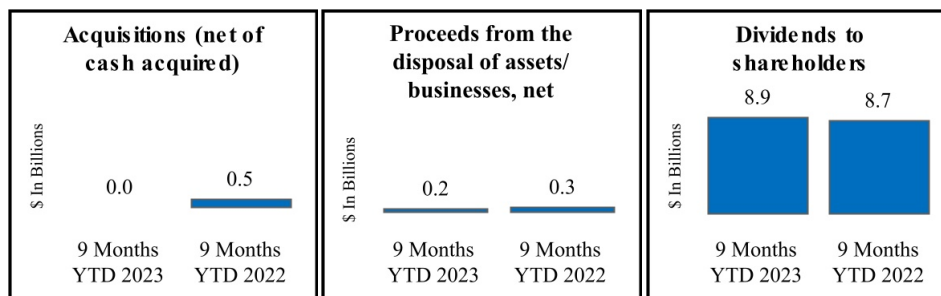 Acquisitions (net of
cash acquired)
$ In Billions
0.0
0.5
9 Months
YTD 2023
9 Months
YTD 2022
Proceeds from the
disposal of assets/
businesses, net
$ In Billions
0.2
0.3
9 Months
YTD 2023
9 Months
YTD 2022
Dividends to
shareholders
$ In Billions
8.9
8.7
9 Months
YTD 2023
9 Months
YTD 2022